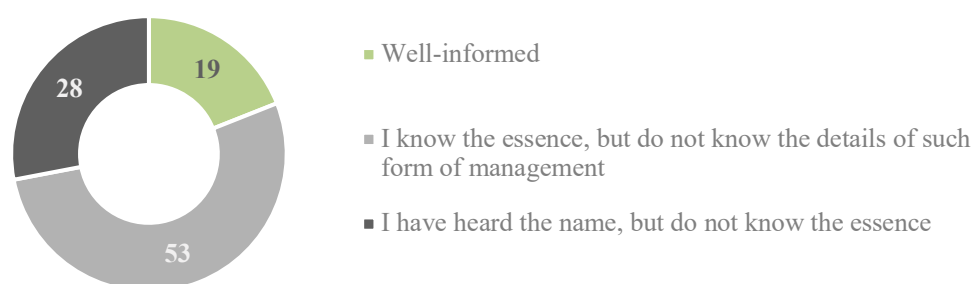 19
28
53
Well-informed
I know the essence, but do not know the details of such
form of management
I have heard the name, but do not know the essence